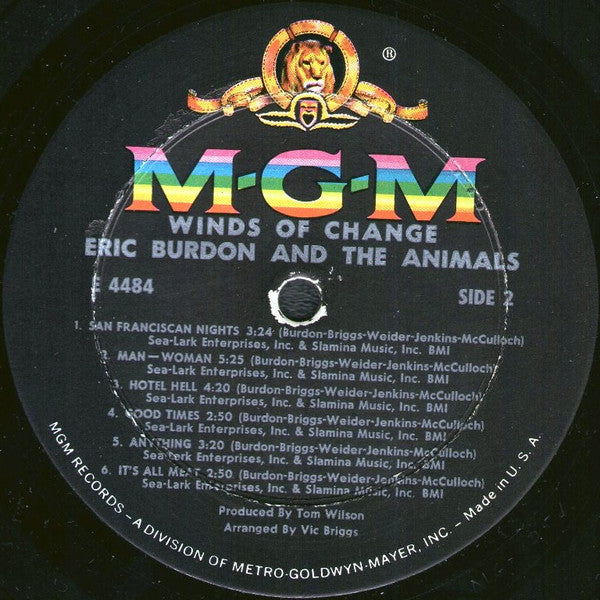 ®
M-G-M
WINDS OF CHANGE
ERIC BURDON AND THE ANIMALS
E 4484
SIDE 2
1. SAN FRANCISCAN NIGHTS 3:24 (Burdon-Briggs-Weider-Jenkins-McCulloch)
Sea-Lark Enterprises, Inc. & Slamina Music, Inc. BMI
2. MAN—WOMAN 5:25 (Burdon-Briggs-Weider-Jenkins-McCulloch)
Sea-Lark Enterprises, Inc. & Slamina Music, Inc. BMI
3. HOTEL HELL 4:20 (Burdon-Briggs-Weider-Jenkins-McCulloch)
Sea-Lark Enterprises, Inc. & Slamina Music, Inc. BMI
4. GOOD TIMES 2:50 (Burdon-Briggs-Weider-Jenkins-McCulloch)
Sea-Lark Enterprises, Inc. & Slamina Music, Inc. BMI
5. ANYTHING 3:20 (Burdon-Briggs-Weider-Jenkins-McCulloch)
Sea-Lerk Enterprises, Inc. & Slamina Music, Inc. BMI
6. IT'S ALL MEAT 2:50 (Burdon-Briggs-Weider-Jenkins-McCulloch)
Sea-Lark Enterprises, Inc. & Slamina Music, Inc. BMI
Produced By Tom Wilson
Arranged By Vic Briggs
MGM RECORDS – A DIVISION OF METRO-GOLDWYN-MAYER, INC. – Made in U. S. A.